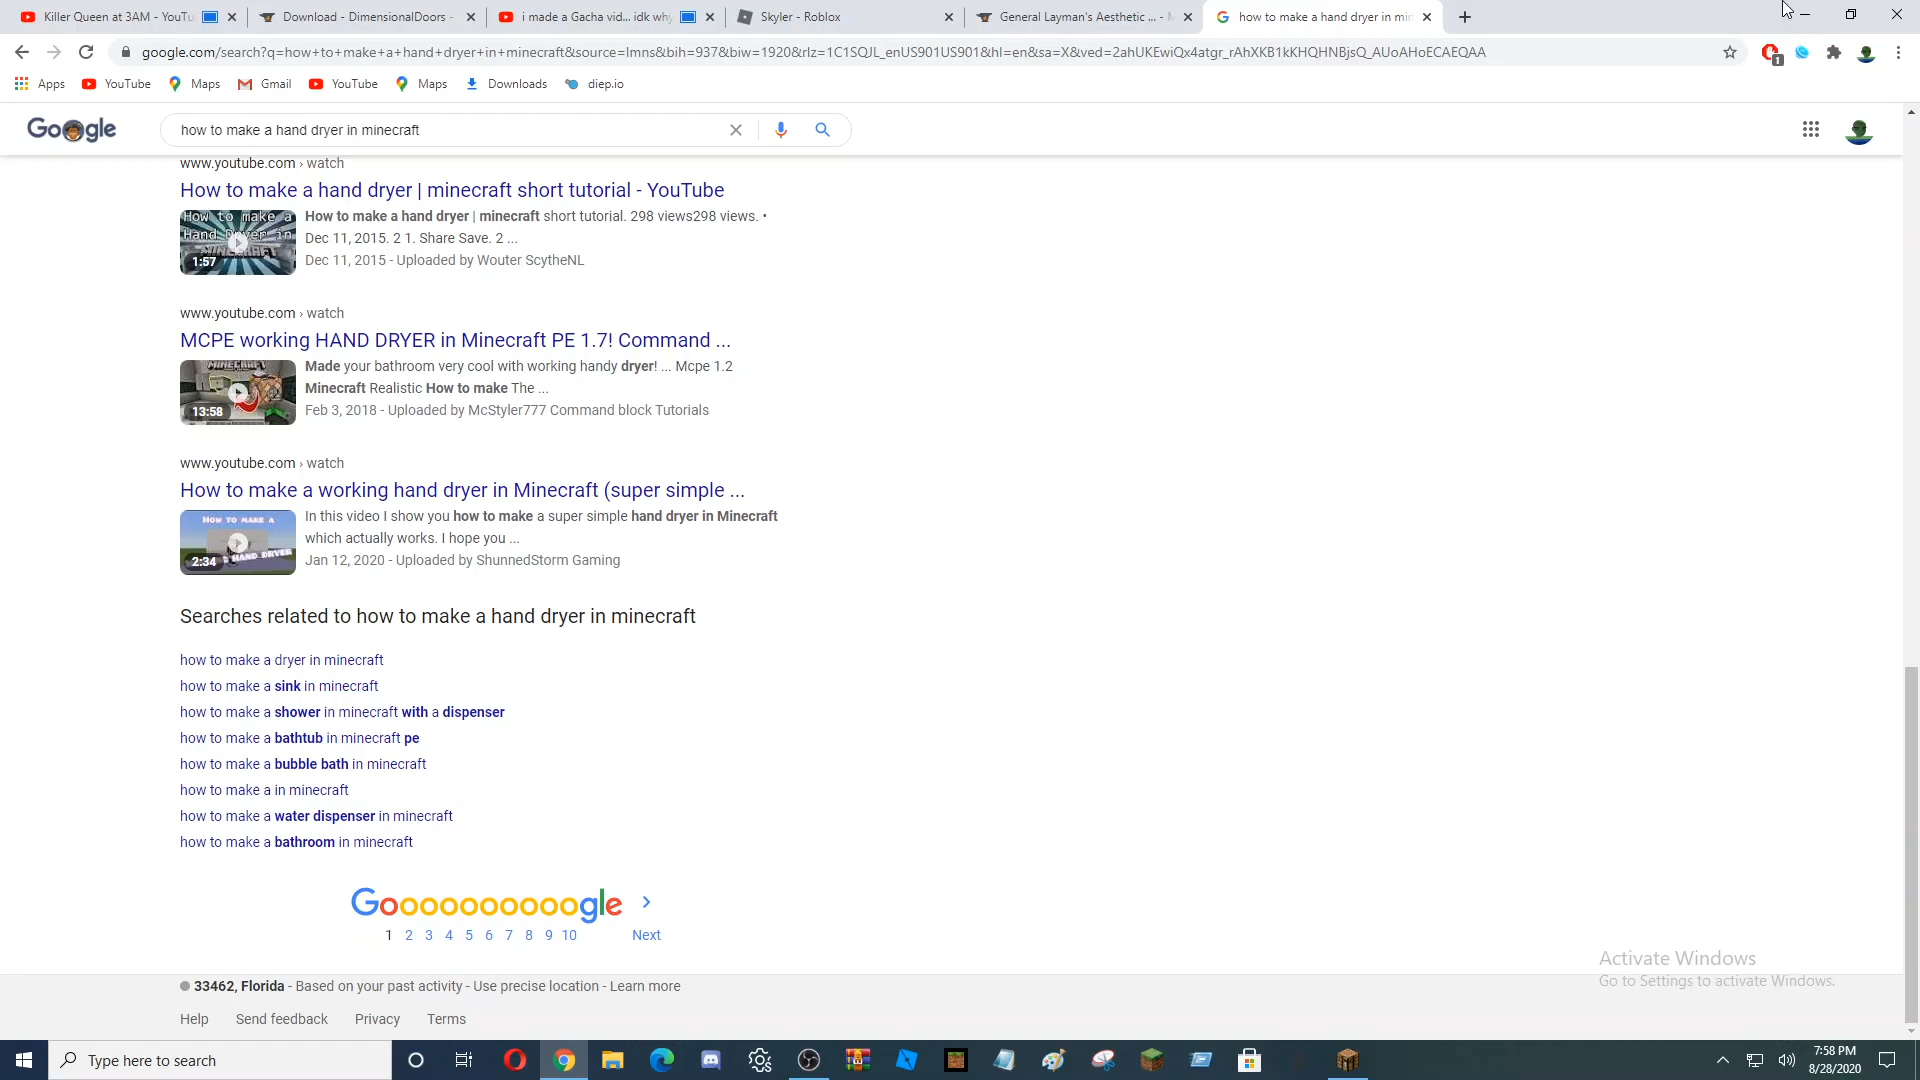 Killer Queen at 3AM - YouTu
Download - DimensionalDoors -
i made a Gacha vid... idk why
Skyler - Roblox
General Layman's Aesthetic ... - M
how to make a hand dryer in min
google.com/search?q=how+to+make+a+hand+dryer+in+minecraft&source=lmns&bih=937&biw=1920&rlz=1C1SQJL_enUS901US901&hl=en&sa=X&ved=2ahUKEwiQx4atgr_rAhXKB1kKHQHNBjsQ_AUoAHoECAEQAA
1
Apps
YouTube
Maps
Gmail
YouTube
Maps
Downloads
diep.io
Google
how to make a hand dryer in minecraft
www.youtube.com › watch
How to make a hand dryer | minecraft short tutorial - YouTube
How to make a
Hand Dryer in
MINECRAFT
1:57
How to make a hand dryer | minecraft short tutorial. 298 views298 views. •
Dec 11, 2015. 2 1. Share Save. 2 ...
Dec 11, 2015 - Uploaded by Wouter ScytheNL
www.youtube.com › watch
MCPE working HAND DRYER in Minecraft PE 1.7! Command ...
MINECRAFT
13:58
Made your bathroom very cool with working handy dryer! ... Mcpe 1.2
Minecraft Realistic How to make The ...
Feb 3, 2018 - Uploaded by McStyler777 Command block Tutorials
www.youtube.com › watch
How to make a working hand dryer in Minecraft (super simple ...
HOW TO MAKE A
HAND DRYER
2:34
In this video I show you how to make a super simple hand dryer in Minecraft
which actually works. I hope you ...
Jan 12, 2020 - Uploaded by ShunnedStorm Gaming
Searches related to how to make a hand dryer in minecraft
how to make a dryer in minecraft
how to make a sink in minecraft
how to make a shower in minecraft with a dispenser
how to make a bathtub in minecraft pe
how to make a bubble bath in minecraft
how to make a in minecraft
how to make a water dispenser in minecraft
how to make a bathroom in minecraft
Goooooooooogle
1 2 3 4 5 6 7 8 9 10 Next
Activate Windows
Go to Settings to activate Windows.
33462, Florida - Based on your past activity - Use precise location - Learn more
Help Send feedback Privacy Terms
Type here to search
7:58 PM
8/28/2020